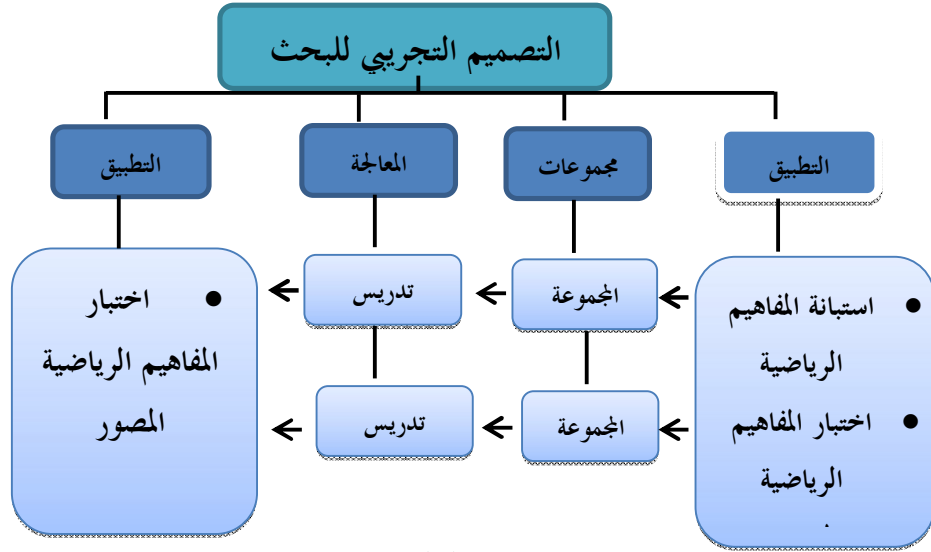 التصميم التجريبي للبحث
التطبيق
مجموعات
المعالجة
التطبيق
• استبانة المفاهيم
الرياضية
• اختبار المفاهيم
الرياضية
المجموعة
تدريس
المجموعة
تدريس
• اختبار
المفاهيم الرياضية
المصور